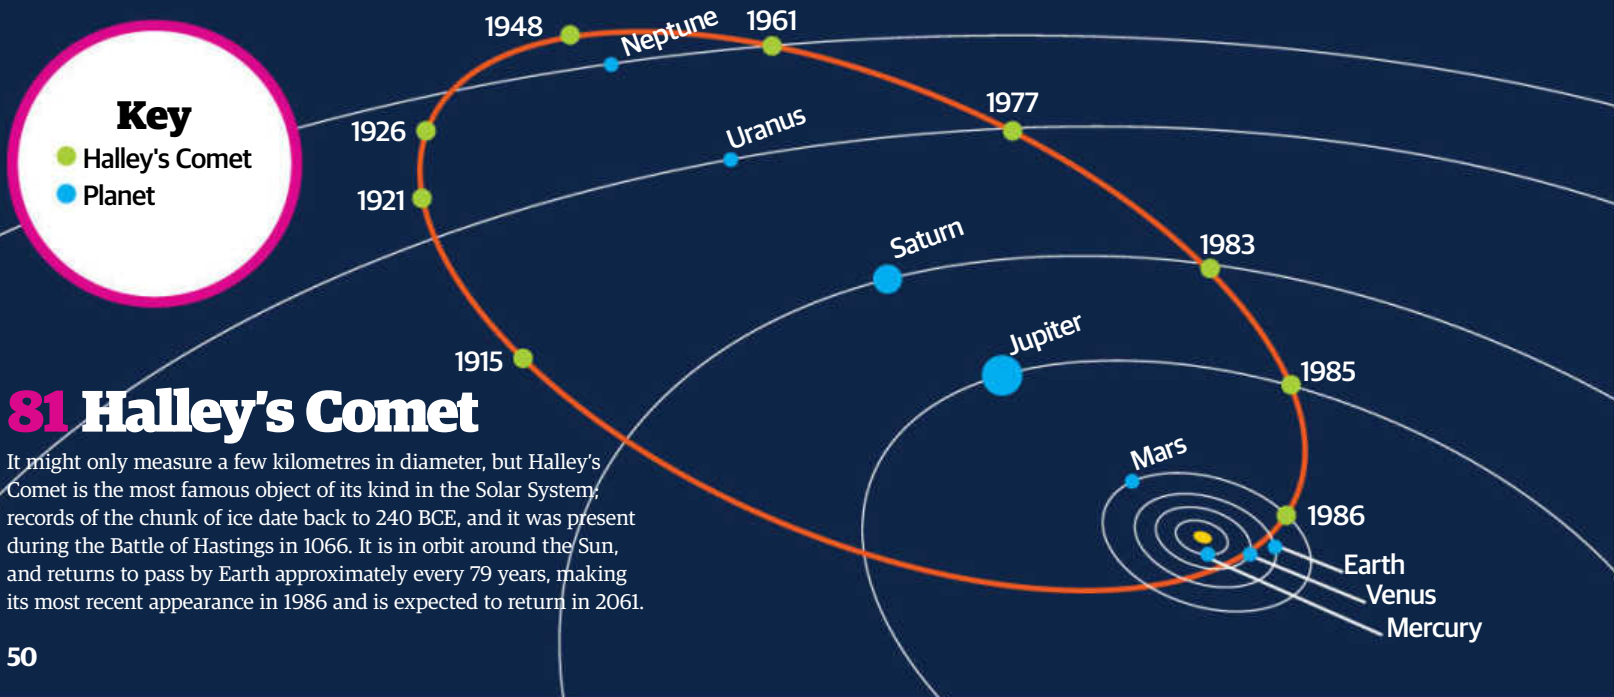 1948
Neptune
1961
Key
Halley's Comet
Planet
1926
Uranus
1977
1921
Saturn
1983
Jupiter
1915
1985
81 Halley's Comet
It might only measure a few kilometres in diameter, but Halley's
Comet is the most famous object of its kind in the Solar System;
records of the chunk of ice date back to 240 BCE, and it was present
during the Battle of Hastings in 1066. It is in orbit around the Sun,
and returns to pass by Earth approximately every 79 years, making
its most recent appearance in 1986 and is expected to return in 2061.
Mars
1986
Earth
Venus
Mercury
50